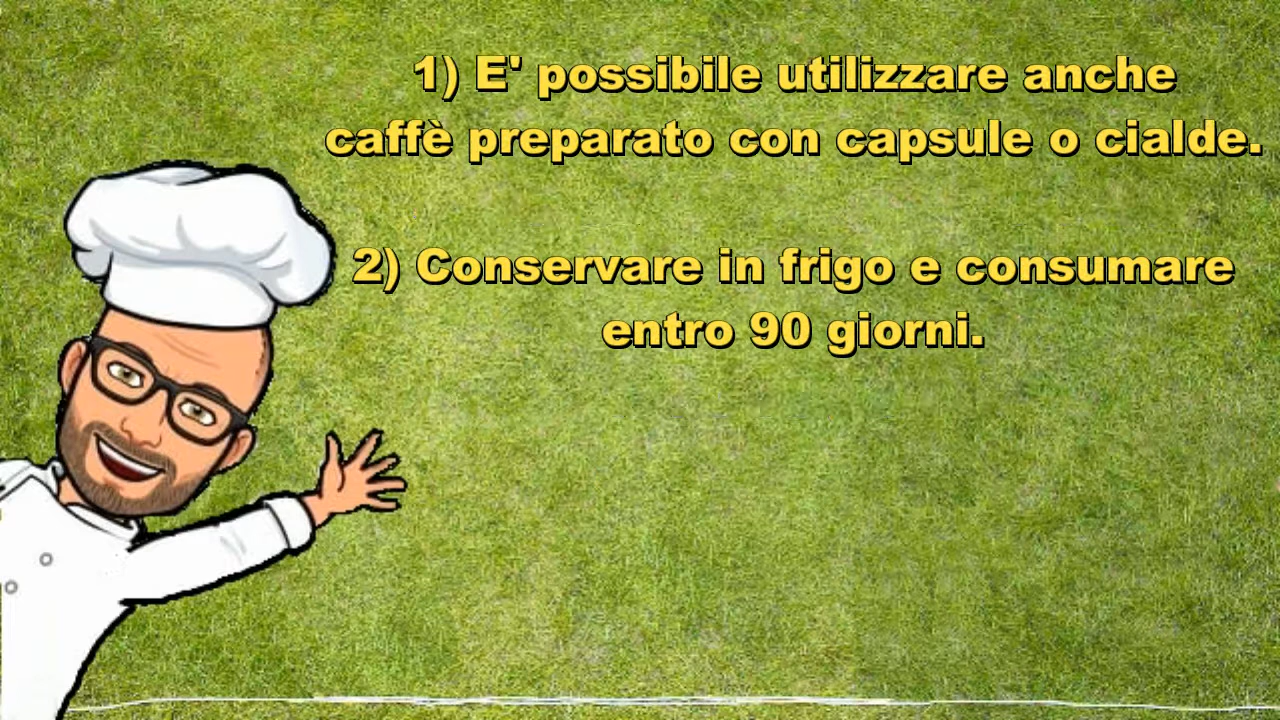 1) E' possibile utilizzare anche
caffè preparato con capsule o cialde.
2) Conservare in frigo e consumare
entro 90 giorni.